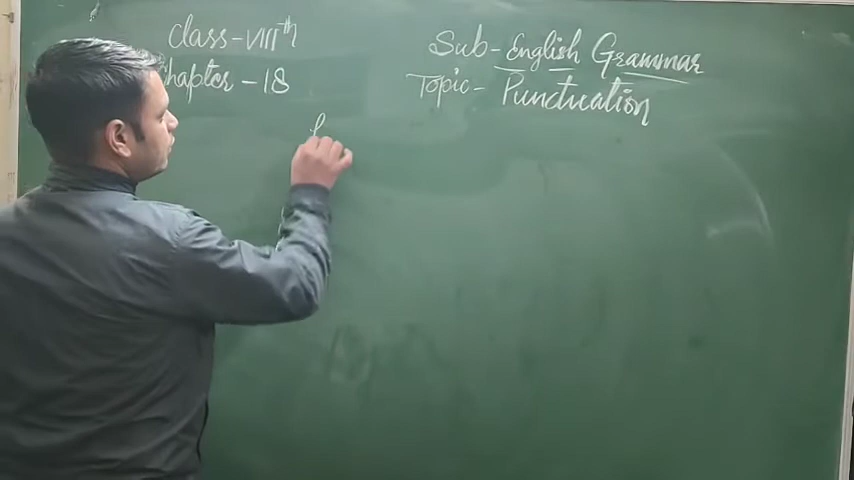 Class-VIIIth Sub-English Grammar
Chapter-18 Topic- Punctuation